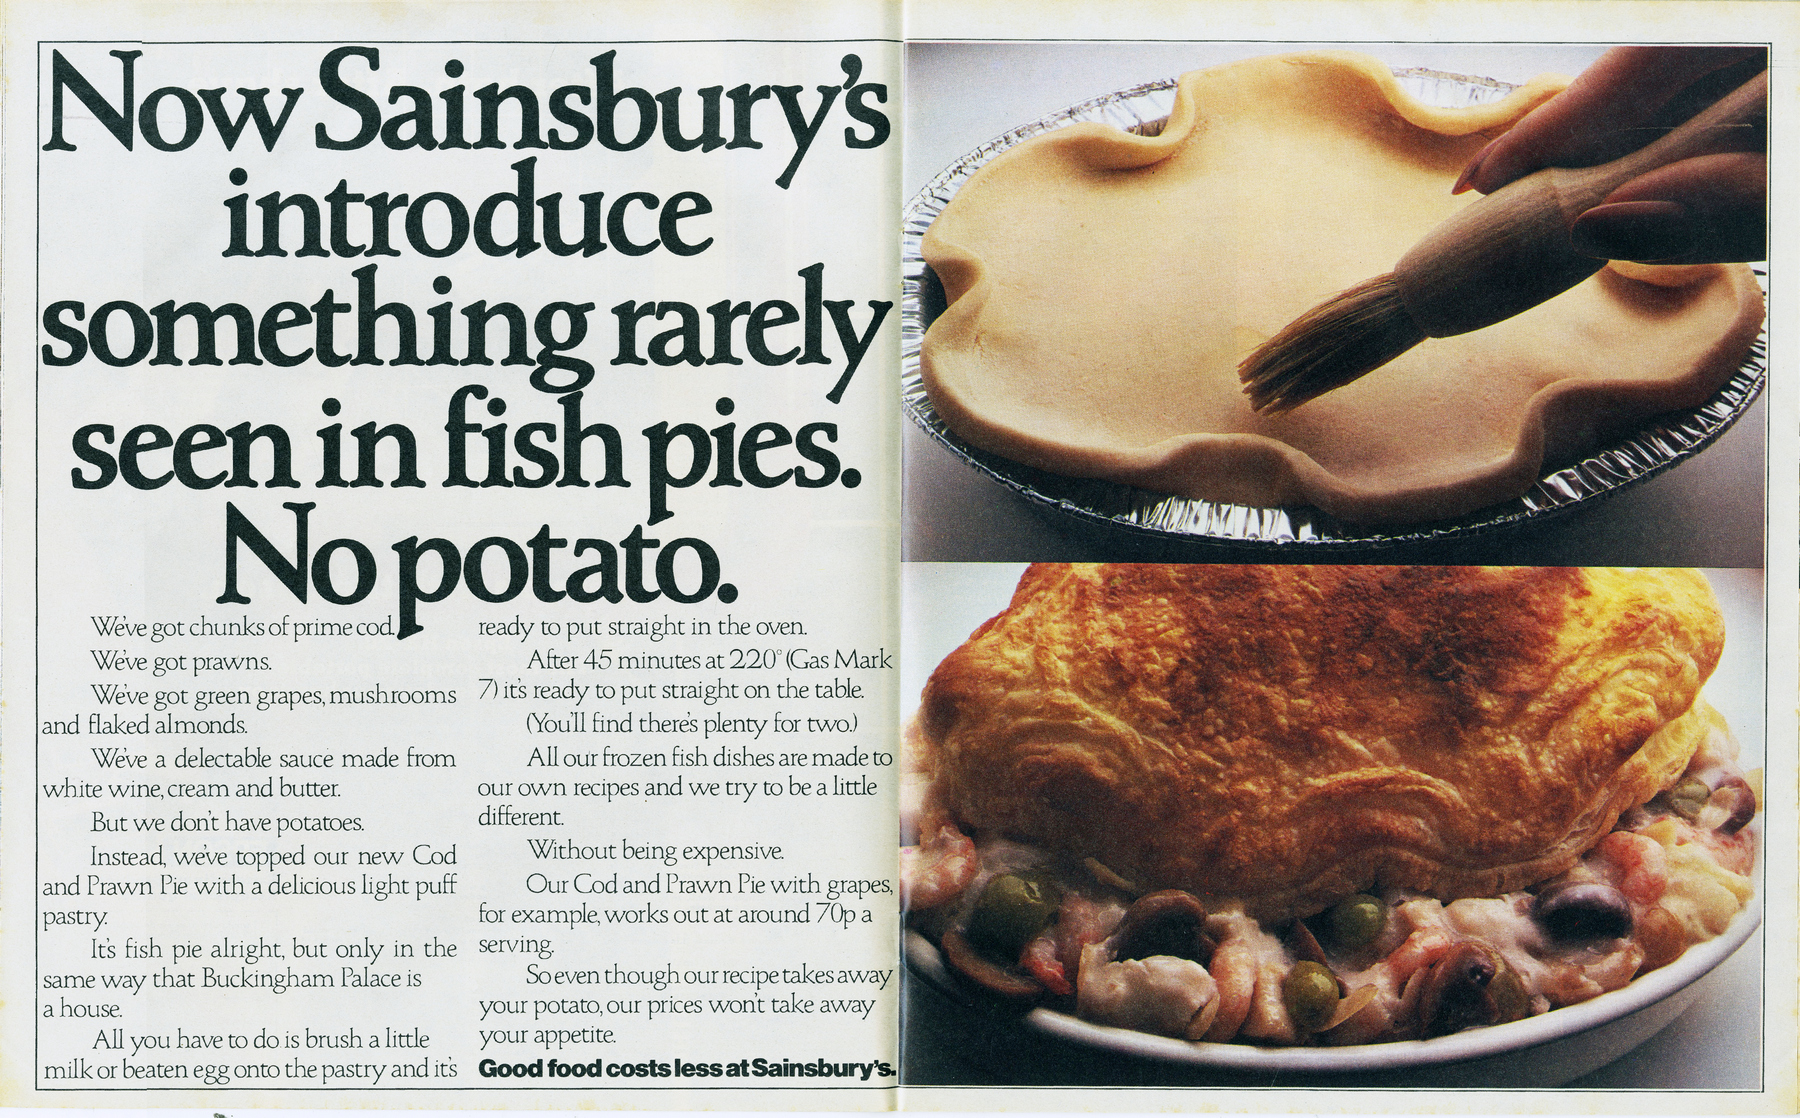 Now Sainsbury's
introduce
something rarely
seen in fish pies.
No potato.
We've got chunks of prime cod.
We've got prawns.
We've got green grapes, mushrooms
and flaked almonds.
We've a delectable sauce made from
white wine, cream and butter.
But we don't have potatoes.
Instead, we've topped our new Cod
and Prawn Pie with a delicious light puff
pastry.
It's fish pie alright, but only in the
same way that Buckingham Palace is
a house.
All you have to do is brush a little
milk or beaten egg onto the pastry and it's
ready to put straight in the oven.
After 45 minutes at 220° (Gas Mark
7) it's ready to put straight on the table.
(You'll find there's plenty for two.)
All our frozen fish dishes are made to
our own recipes and we try to be a little
different.
Without being expensive.
Our Cod and Prawn Pie with grapes,
for example, works out at around 70p a
serving.
So even though our recipe takes away
your potato, our prices won't take away
your appetite.
Good food costs less at Sainsbury's.